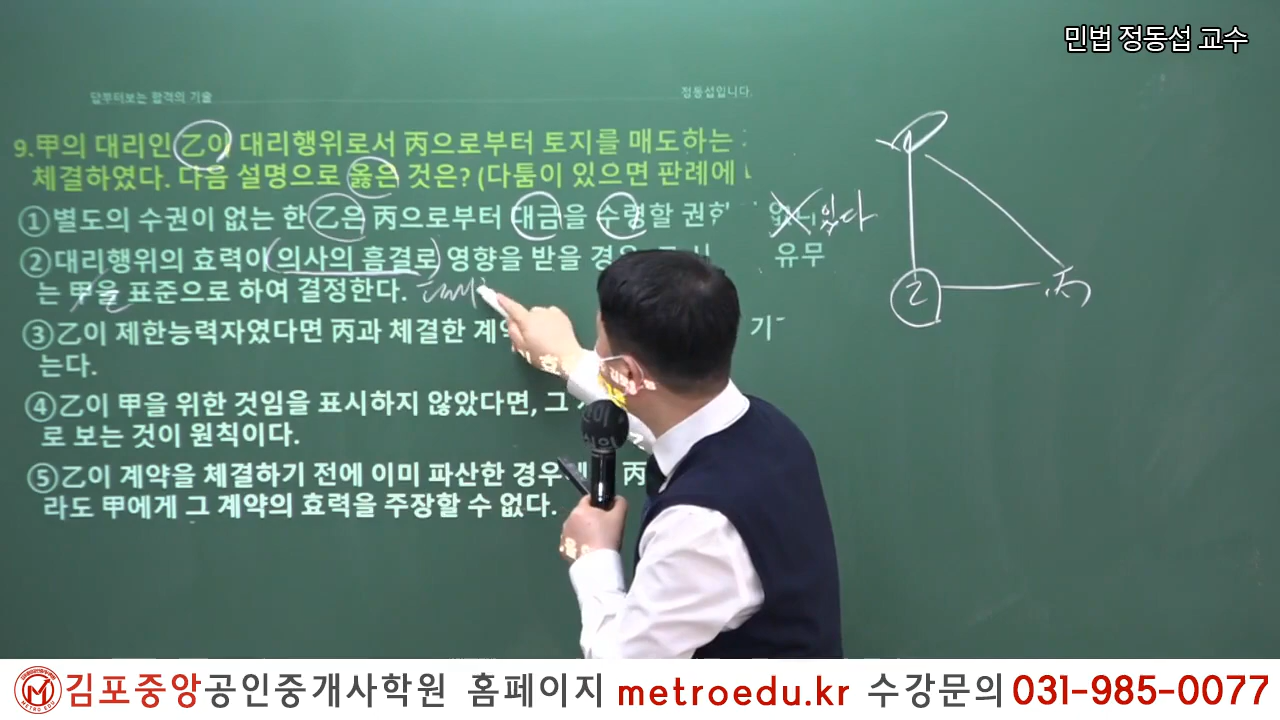 민법 정동섭 교수
답부터보는 합격의 기술
정동섭입니다.
9.甲의 대리인 乙이 대리행위로서 丙으로부터 토지를 매도하는
체결하였다. 다음 설명으로 옳은 것은? (다툼이 있으면 판례에
①별도의 수권이 없는 한 乙은 丙으로부터 대금을 수령할 권한 있다
②대리행위의 효력이 의사의 흠결로 영향을 받을 경우 유무
는 甲을 표준으로 하여 결정한다.
③乙이 제한능력자였다면 丙과 체결한 계약 기
는다.
④乙이 甲을 위한 것임을 표시하지 않았다면, 그
로 보는 것이 원칙이다.
⑤乙이 계약을 체결하기 전에 이미 파산한 경우 丙
라도 甲에게 그 계약의 효력을 주장할 수 없다.
甲
乙
丙
METRO EDU
김포중앙공인중개사학원 홈페이지 metroedu.kr 수강문의 031-985-0077